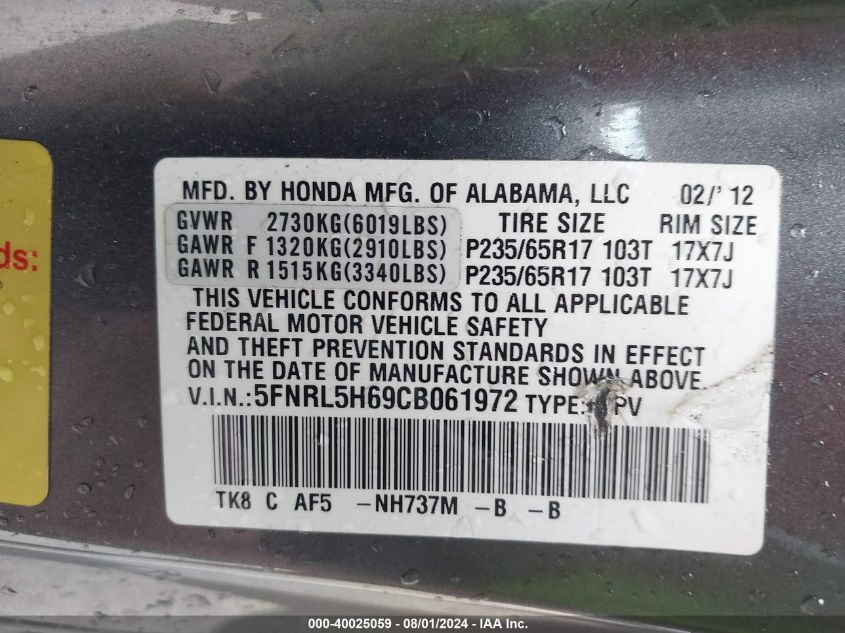 ds:
MFD. BY HONDA MFG. OF ALABAMA, LLC 02/' 12
GVWR 2730KG(6019LBS) TIRE SIZE RIM SIZE
GAWR F 1320KG(2910LBS) P235/65R17 103T 17X7J
GAWR R 1515KG(3340LBS) P235/65R17 103T 17X7J
THIS VEHICLE CONFORMS TO ALL APPLICABLE
FEDERAL MOTOR VEHICLE SAFETY
AND THEFT PREVENTION STANDARDS IN EFFECT
ON THE DATE OF MANUFACTURE SHOWN ABOVE.
V.I.N.:5FNRL5H69CB061972 TYPE: PV
TK8 C AF5 -NH737M -B -B
000-40025059 - 08/01/2024 - IAA Inc.